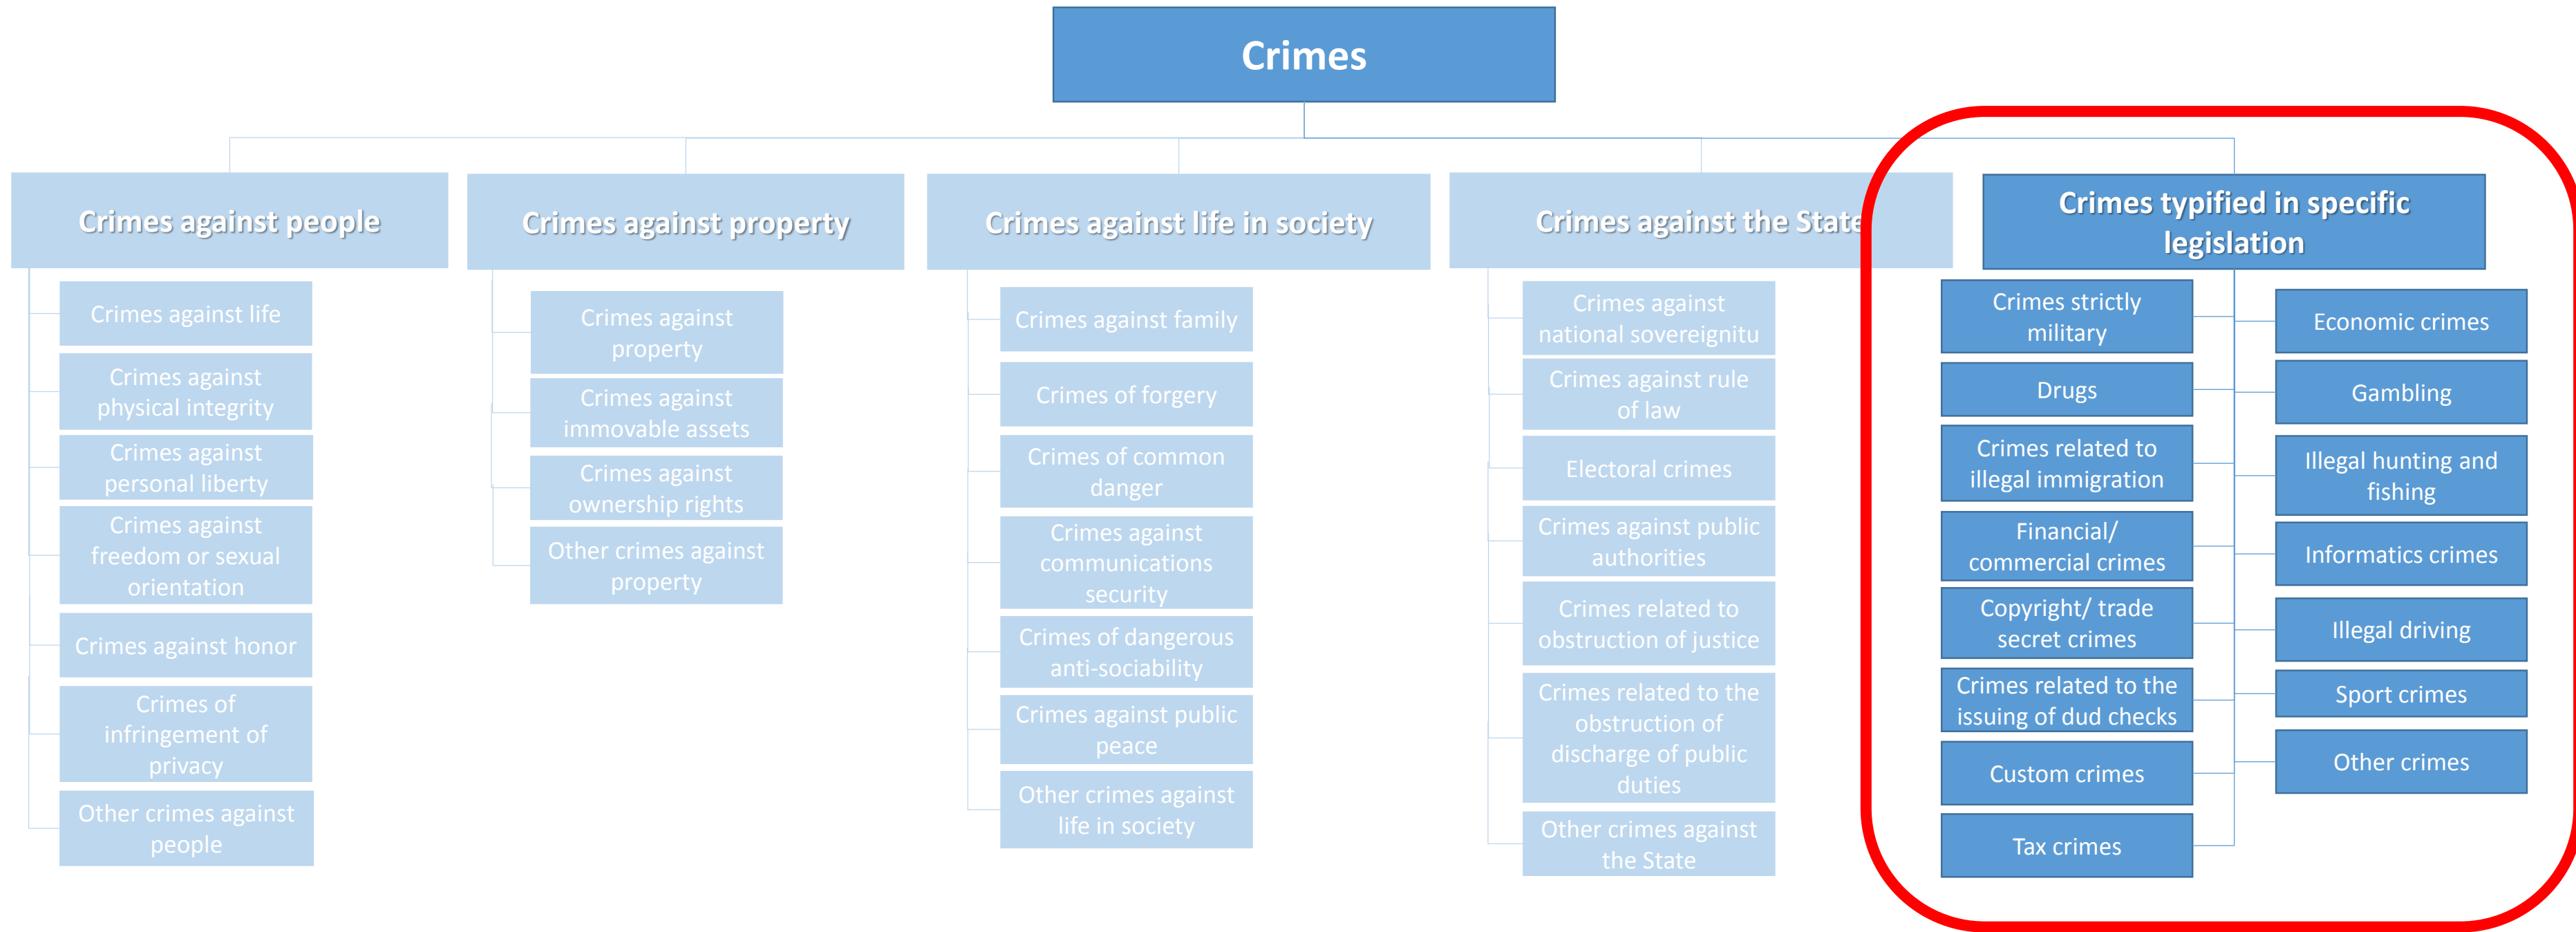 Crimes
Crimes against people
Crimes against life
Crimes against
physical integrity
Crimes against
personal liberty
Crimes against
freedom or sexual
orientation
Crimes against honor
Crimes of
infringement of
privacy
Other crimes against
people
Crimes against property
Crimes against
property
Crimes against
immovable assets
Crimes against
ownership rights
Other crimes against
property
Crimes against life in society
Crimes against family
Crimes of forgery
Crimes of common
danger
Crimes against
communications
security
Crimes of dangerous
anti-sociability
Crimes against public
peace
Other crimes against
life in society
Crimes against the State
Crimes against
national sovereignitu
Crimes against rule
of law
Electoral crimes
Crimes against public
authorities
Crimes related to
obstruction of justice
Crimes related to the
obstruction of
discharge of public
duties
Other crimes against
the State
Crimes typified in specific
legislation
Crimes strictly
military
Drugs
Crimes related to
illegal immigration
Financial/
commercial crimes
Copyright/ trade
secret crimes
Crimes related to the
issuing of dud checks
Custom crimes
Tax crimes
Economic crimes
Gambling
Illegal hunting and
fishing
Informatics crimes
Illegal driving
Sport crimes
Other crimes